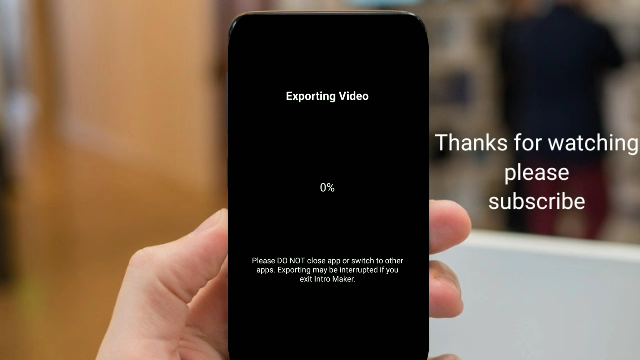 Exporting Video
0%
Please DO NOT close app or switch to other
apps. Exporting may be interrupted if you
exit Intro Maker.
Thanks for watching
please
subscribe